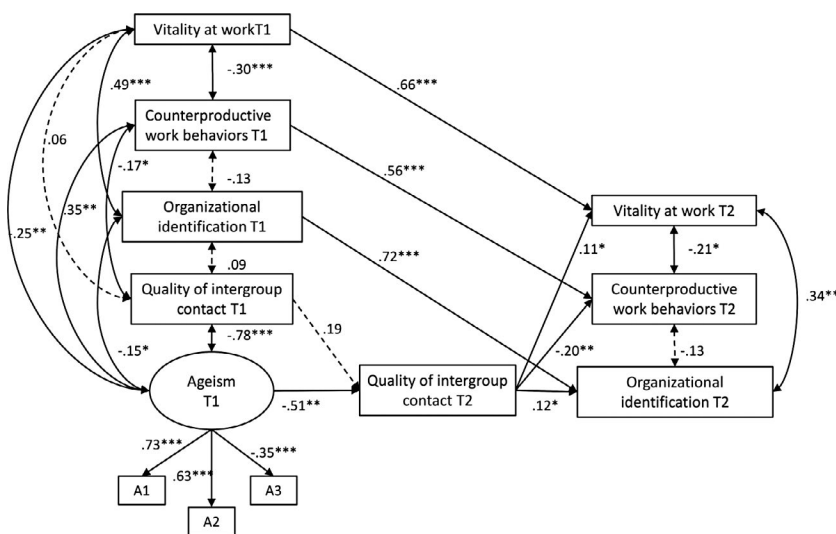 Vitality at workT1
-.30***
.49***
.66***
Counterproductive
work behaviors T1
.06
-.17*
-.13
.56***
Organizational
identification T1
Vitality at work T2
.35**
-.25**
.09
.72***
.11*
-.21*
Quality of intergroup
contact T1
Counterproductive
work behaviors T2
.34**
-.78***
.19
-.15*
-.20**
-.13
Ageism
T1
Quality of intergroup
contact T2
Organizational
identification T2
-.51**
.12*
.73***
-.35***
.63***
A1
A3
A2